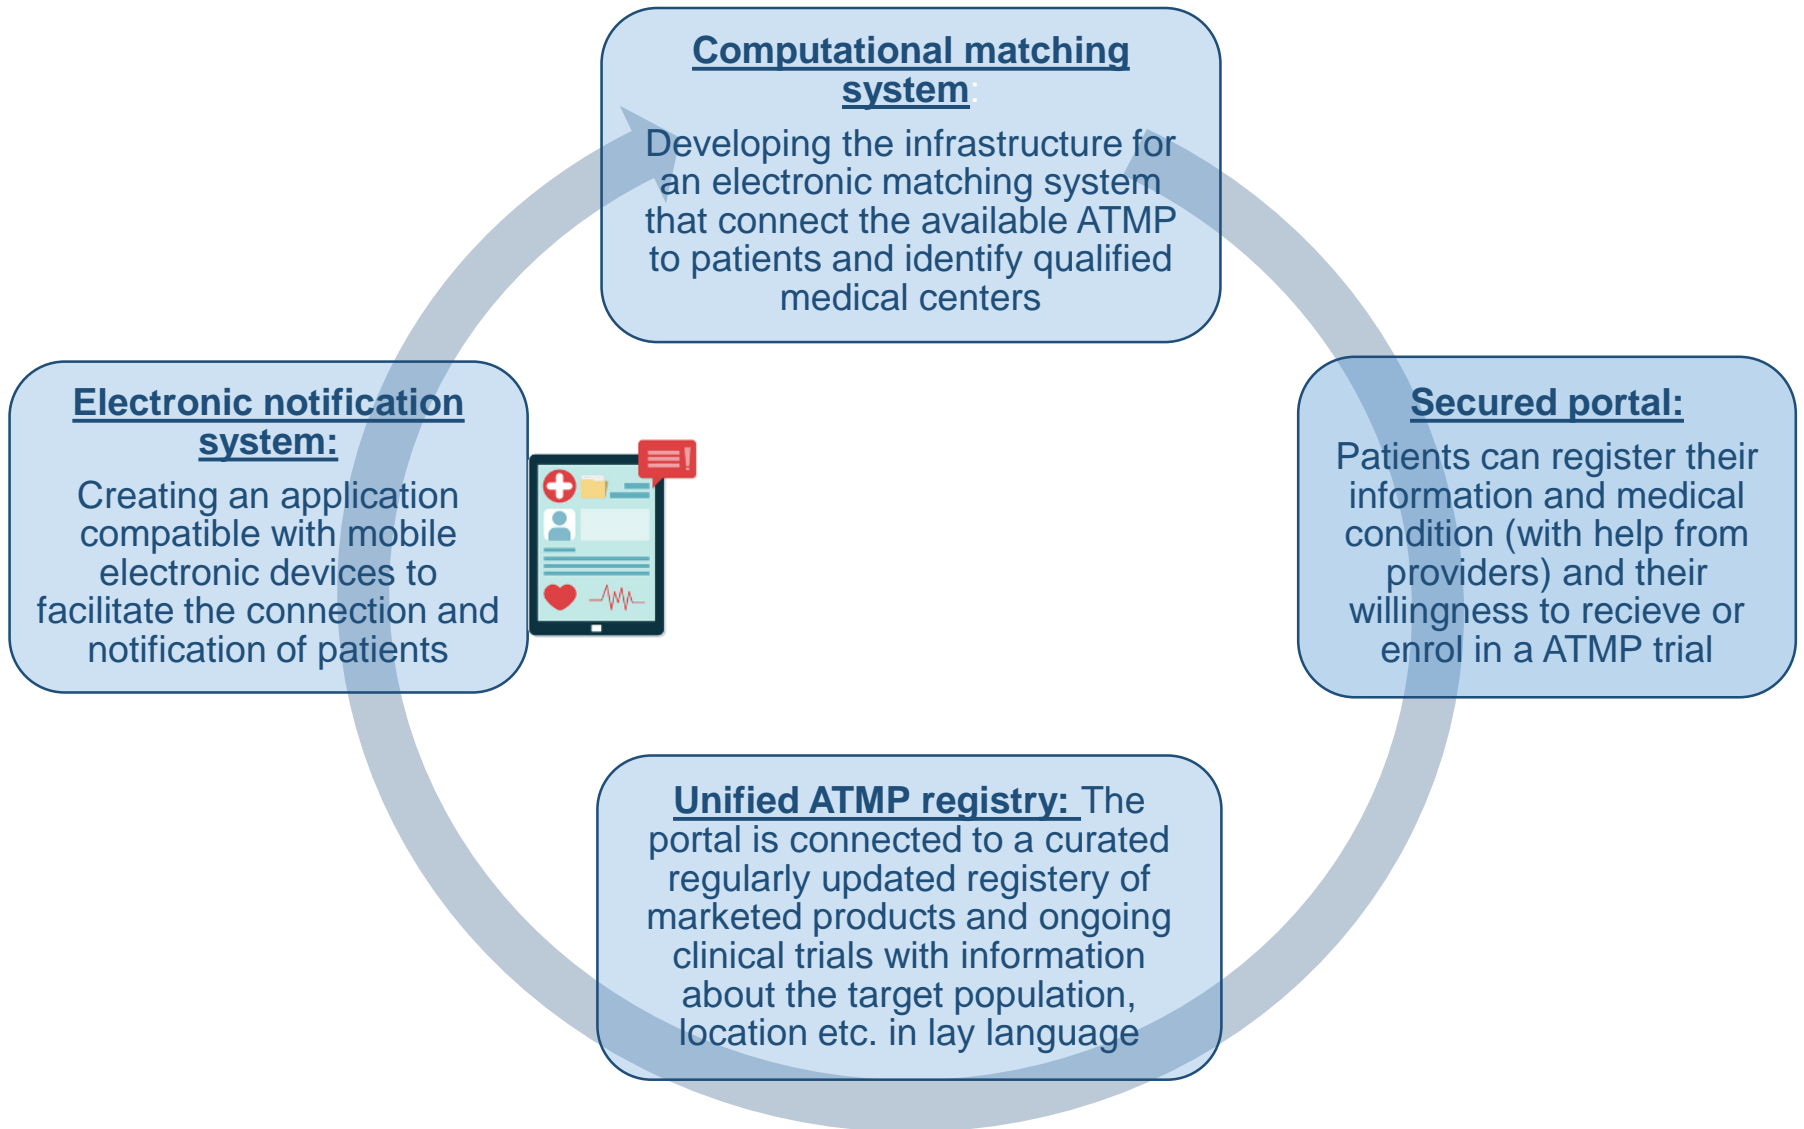 Computational matching
system:
Developing the infrastructure for
an electronic matching system
that connect the available ATMP
to patients and identify qualified
medical centers
Secured portal:
Patients can register their
information and medical
condition (with help from
providers) and their
willingness to recieve or
enrol in a ATMP trial
Unified ATMP registry: The
portal is connected to a curated
regularly updated registery of
marketed products and ongoing
clinical trials with information
about the target population,
location etc. in lay language
Electronic notification
system:
Creating an application
compatible with mobile
electronic devices to
facilitate the connection and
notification of patients
!